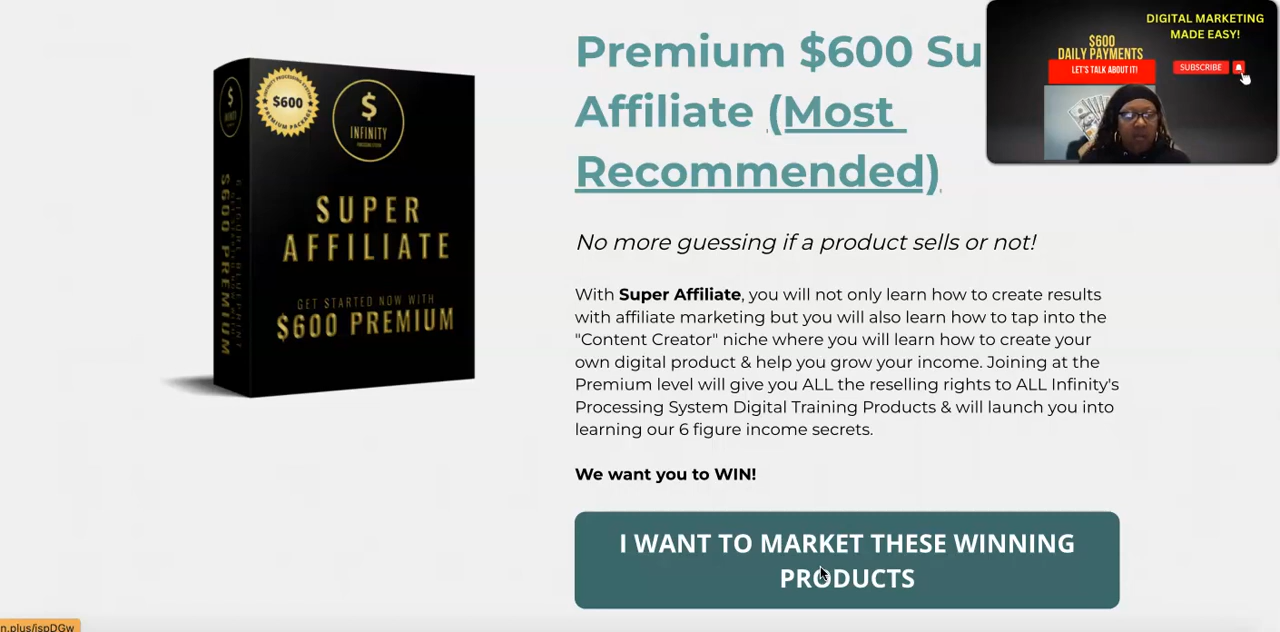 Premium $600 Su
Affiliate (Most
Recommended)
No more guessing if a product sells or not!
With Super Affiliate, you will not only learn how to create results
with affiliate marketing but you will also learn how to tap into the
"Content Creator" niche where you will learn how to create your
own digital product & help you grow your income. Joining at the
Premium level will give you ALL the reselling rights to ALL Infinity's
Processing System Digital Training Products & will launch you into
learning our 6 figure income secrets.
We want you to WIN!
I WANT TO MARKET THESE WINNING
PRODUCTS
$600
$
INFINITY
SUPER
AFFILIATE
GET STARTED NOW WITH
$600 PREMIUM
$600 PREMIUM
DIGITAL MARKETING
MADE EASY!
$600
DAILY PAYMENTS
LET'S TALK ABOUT IT!
SUBSCRIBE
n.plus/ispDGw